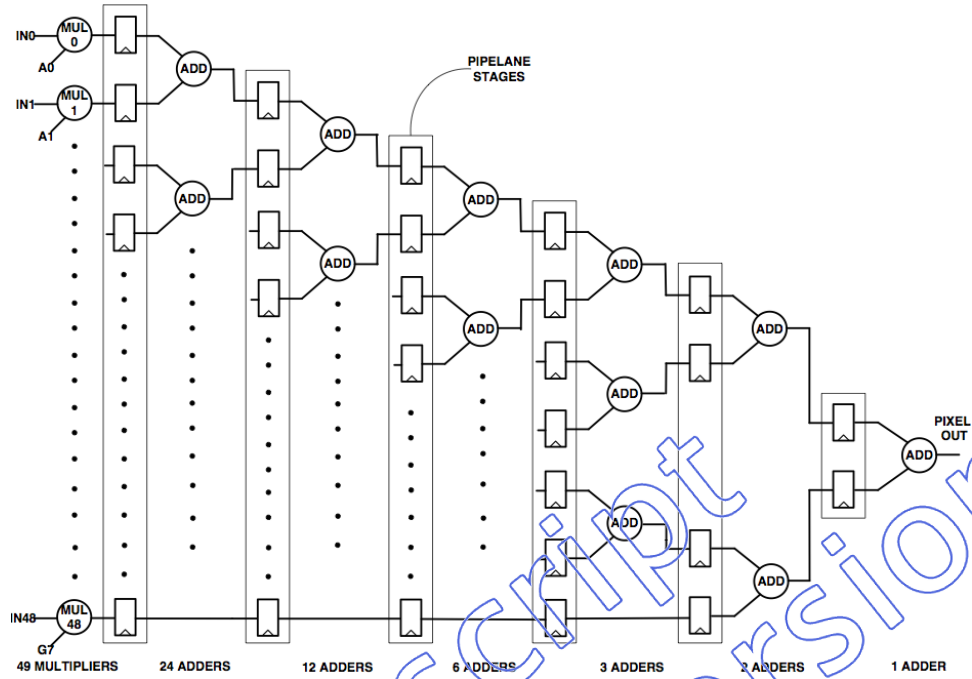 IN0
MUL
0
A0
ADD
IN1
MUL
1
A1
ADD
ADD
ADD
PIPELANE
STAGES
ADD
ADD
ADD
ADD
ADD
ADD
ADD
ADD
PIXEL
OUT
IN48
MUL
48
G7
49 MULTIPLIERS
24 ADDERS
12 ADDERS
6 ADDERS
3 ADDERS
2 ADDERS
1 ADDER
cript
ersion